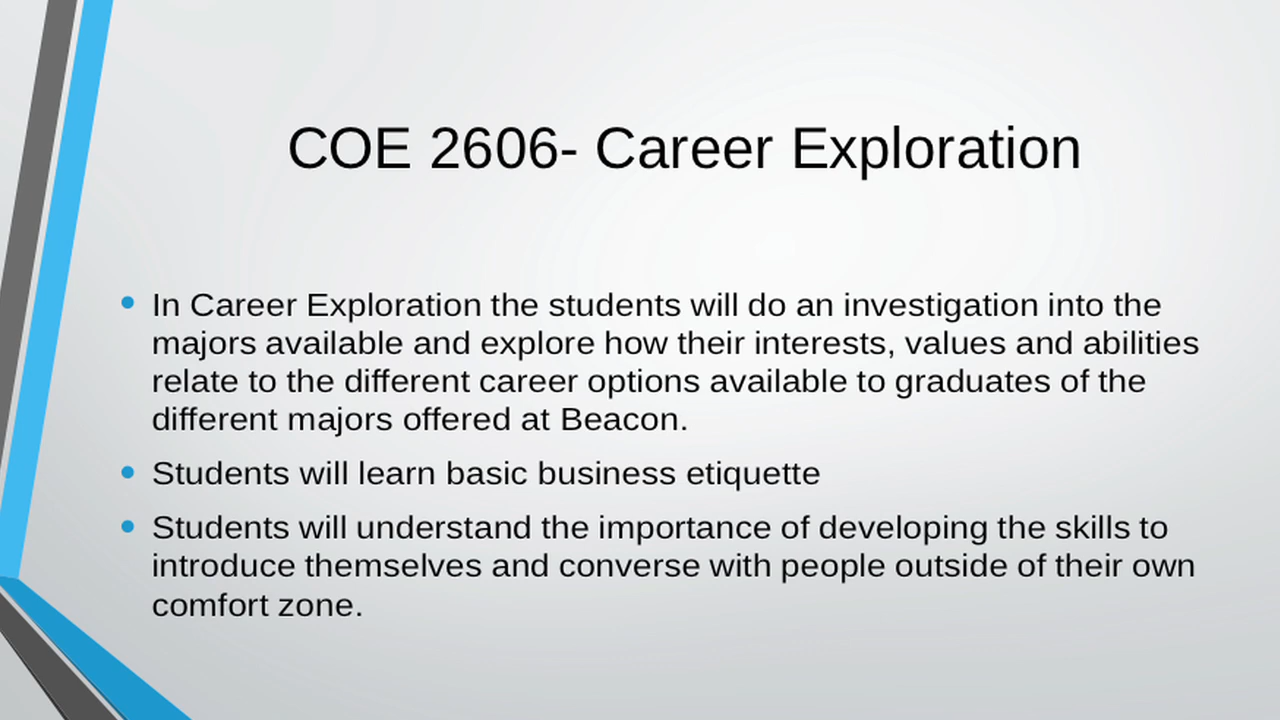 COE 2606- Career Exploration
• In Career Exploration the students will do an investigation into the
majors available and explore how their interests, values and abilities
relate to the different career options available to graduates of the
different majors offered at Beacon.
• Students will learn basic business etiquette
• Students will understand the importance of developing the skills to
introduce themselves and converse with people outside of their own
comfort zone.